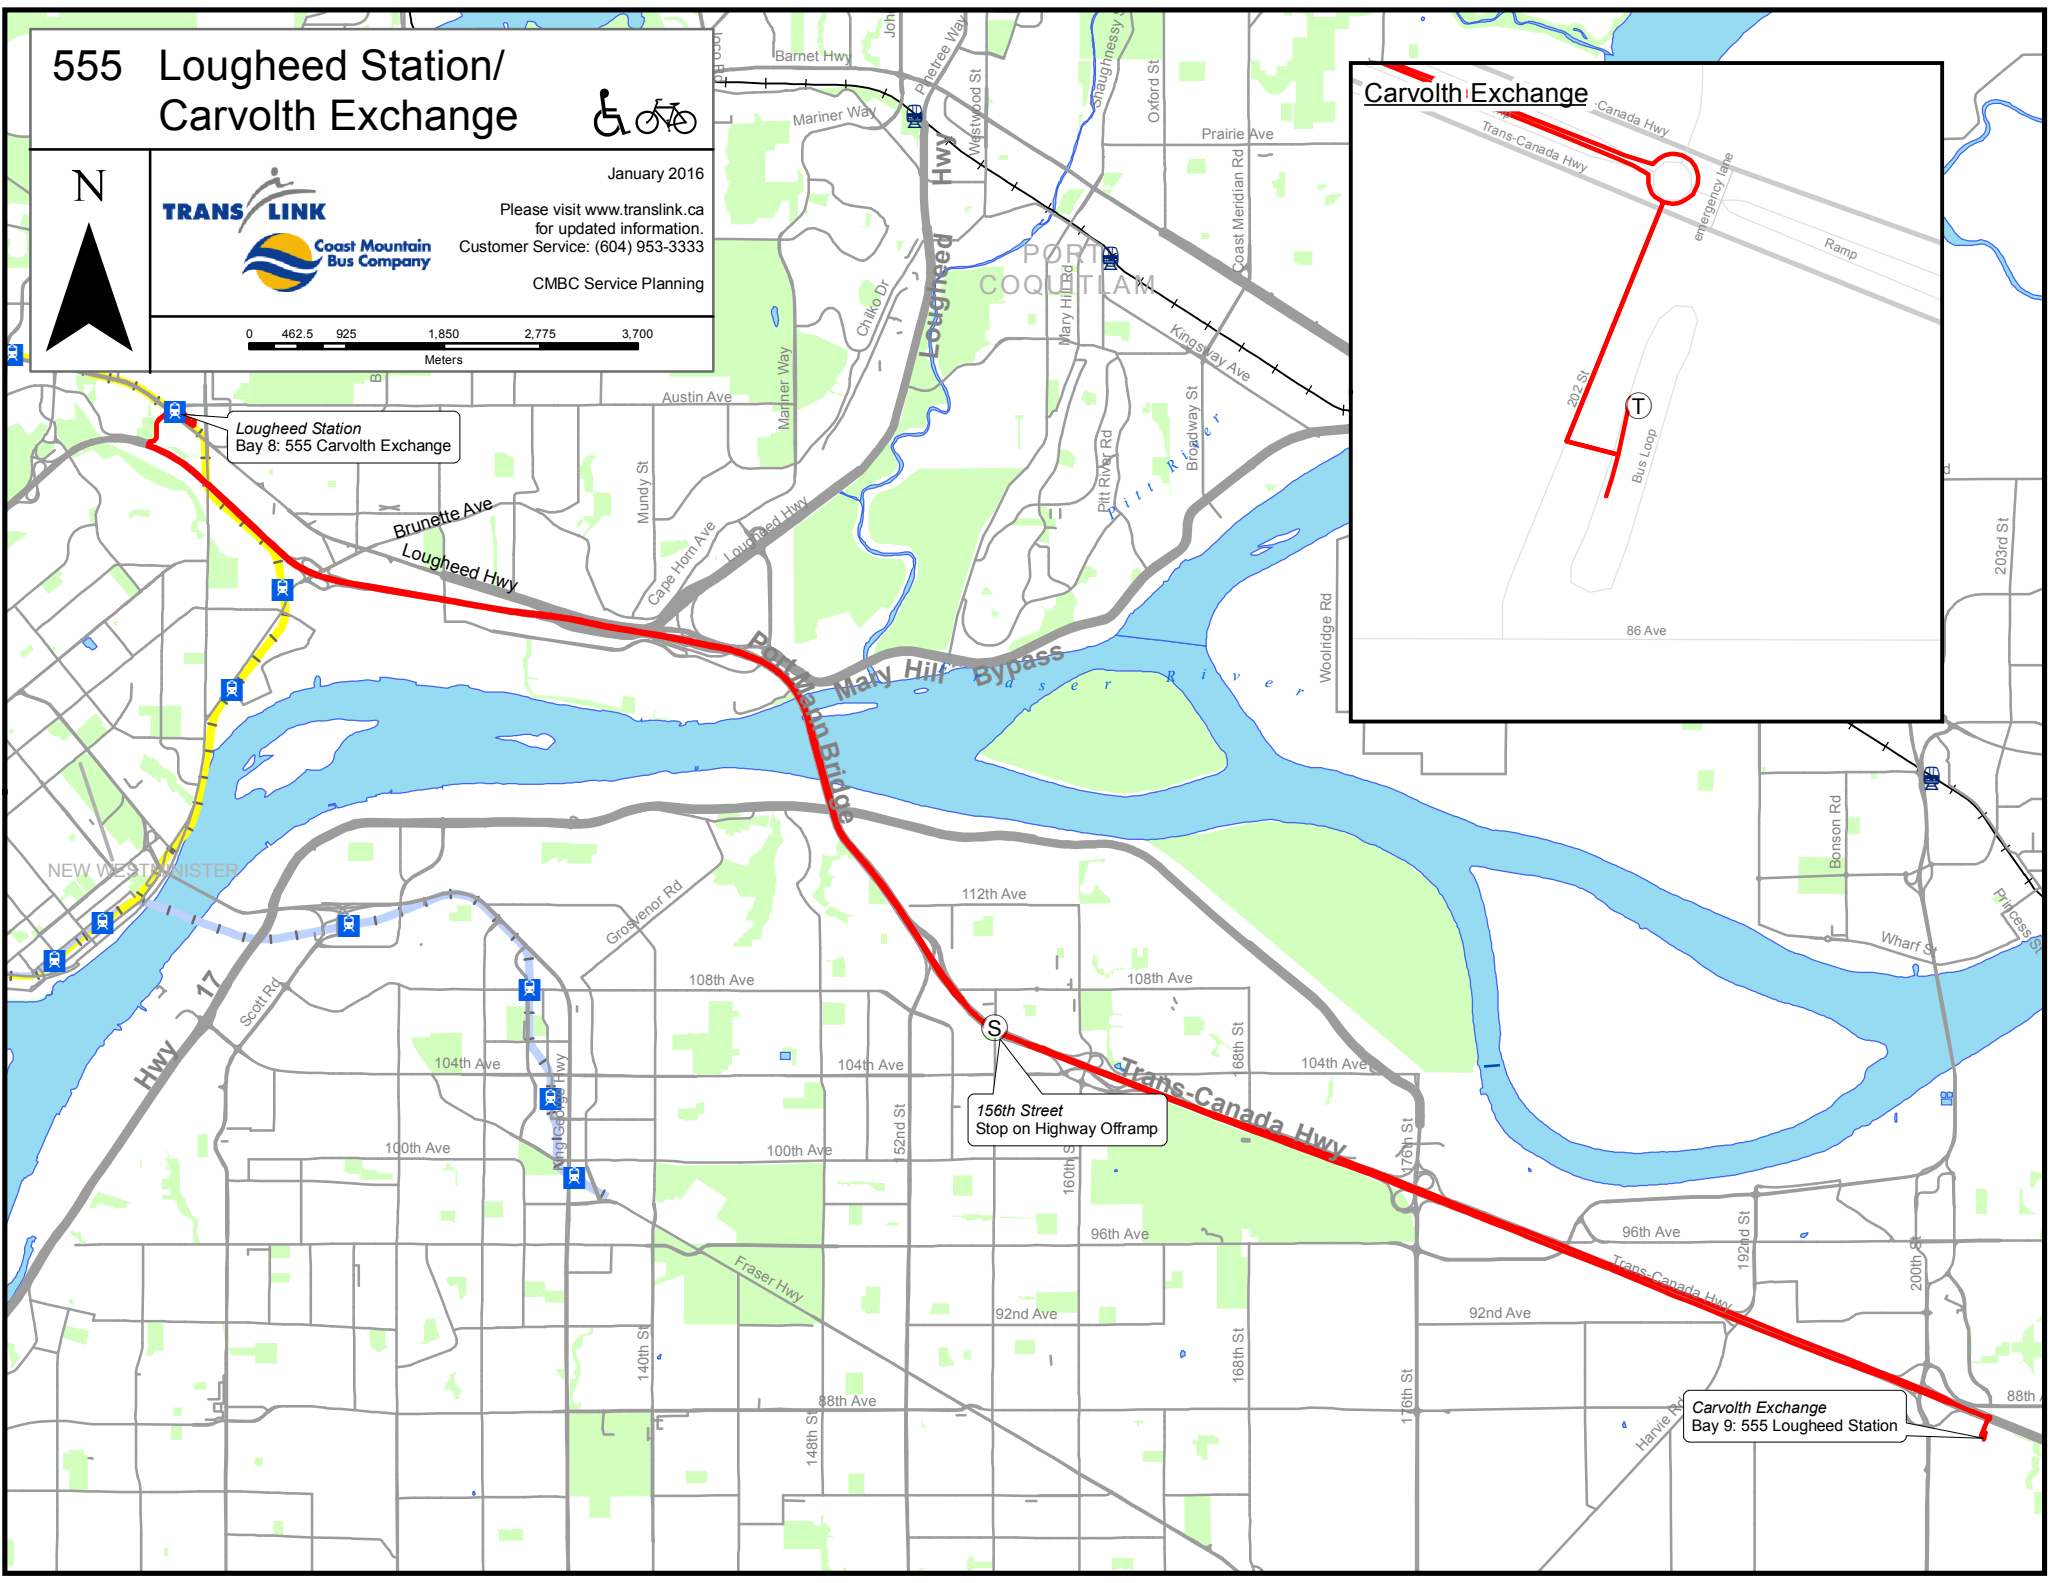 555 Lougheed Station/
Carvolth Exchange
N
TRANS LINK
Coast Mountain
Bus Company
January 2016
Please visit www.translink.ca
for updated information.
Customer Service: (604) 953-3333
CMBC Service Planning
0 462.5 925 1,850 2,775 3,700
Meters
Carvolth Exchange
-Canada Hwy
Trans-Canada Hwy
emergency lane
Ramp
202 St
T
Bus Loop
86 Ave
Barnet Hwy
Pinetree Way
Westwood St
Shaughnessy S
Oxford St
Mariner Way
Prairie Ave
Coast Meridian Rd
Lougheed Hwy
PORT
COQUITLAM
Mary Hill Rd
Chilko Dr
Mariner Way
Kingsway Ave
Austin Ave
Broadway St
Pitt River
Pitt River Rd
Lougheed Station
Bay 8: 555 Carvolth Exchange
Mundy St
Brunette Ave
Lougheed Hwy
Cape Horn Ave
Lougheed Hwy
203rd St
Woolridge Rd
Port Mann Bridge
Mary Hill Bypass
Fraser River
Bonson Rd
NEW WESTMINISTER
Grosvenor Rd
112th Ave
Princess St
Wharf St
Hwy 17
Scott Rd
108th Ave
108th Ave
S
168th St
104th Ave
104th Ave
104th Ave
King George Hwy
Trans-Canada Hwy
156th Street
Stop on Highway Offramp
152nd St
176th St
100th Ave
100th Ave
160th S
96th Ave
96th Ave
192nd St
200th St
Fraser Hwy
Trans-Canada Hwy
92nd Ave
92nd Ave
140th St
168th St
176th St
88th Ave
88th A
148th St
Harvie Rd
Carvolth Exchange
Bay 9: 555 Lougheed Station